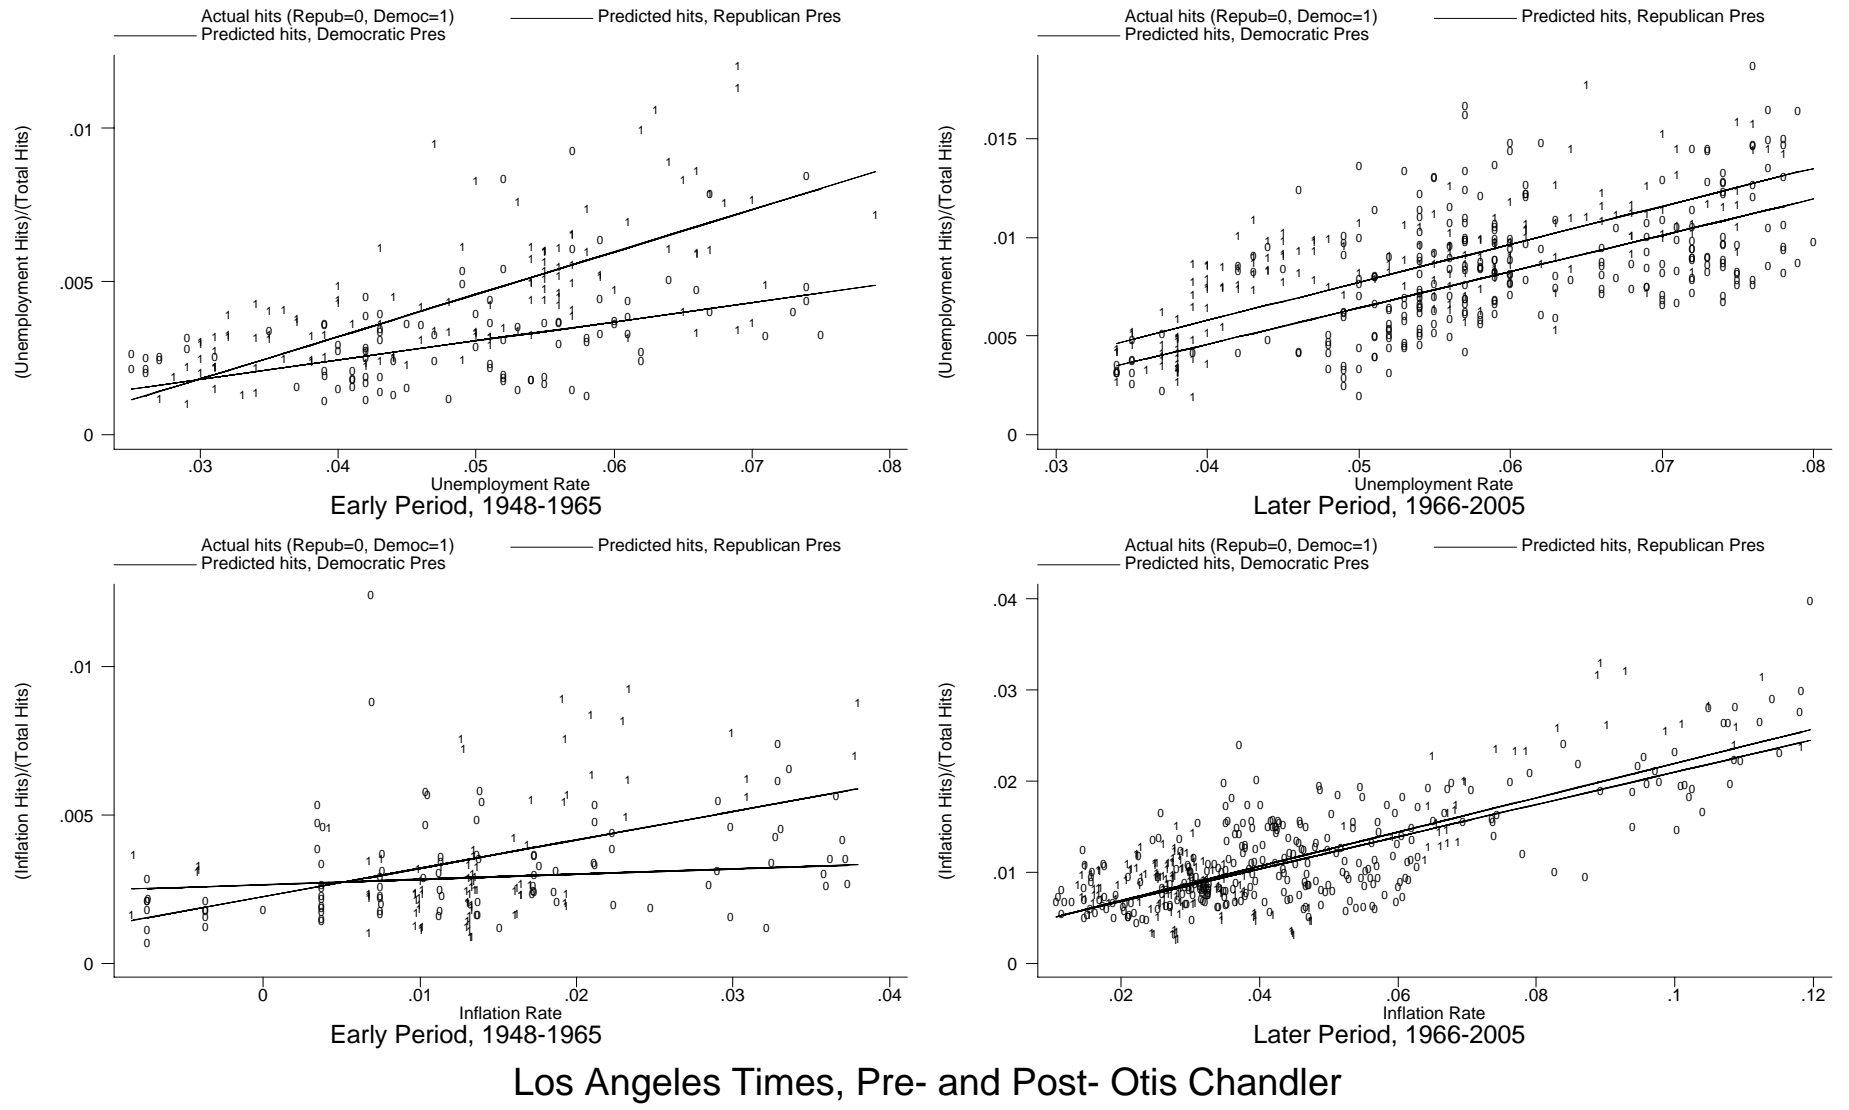 Actual hits (Repub=0, Democ=1) Predicted hits, Republican Pres
Predicted hits, Democratic Pres
(Unemployment Hits)/(Total Hits)
.01
.005
0
.03 .04 .05 .06 .07 .08
Unemployment Rate
Early Period, 1948-1965
Actual hits (Repub=0, Democ=1) Predicted hits, Republican Pres
Predicted hits, Democratic Pres
(Unemployment Hits)/(Total Hits)
.015
.01
.005
0
.03 .04 .05 .06 .07 .08
Unemployment Rate
Later Period, 1966-2005
Actual hits (Repub=0, Democ=1) Predicted hits, Republican Pres
Predicted hits, Democratic Pres
(Inflation Hits)/(Total Hits)
.01
.005
0
0 .01 .02 .03 .04
Inflation Rate
Early Period, 1948-1965
Actual hits (Repub=0, Democ=1) Predicted hits, Republican Pres
Predicted hits, Democratic Pres
(Inflation Hits)/(Total Hits)
.04
.03
.02
.01
0
.02 .04 .06 .08 .1 .12
Inflation Rate
Later Period, 1966-2005
Los Angeles Times, Pre- and Post- Otis Chandler